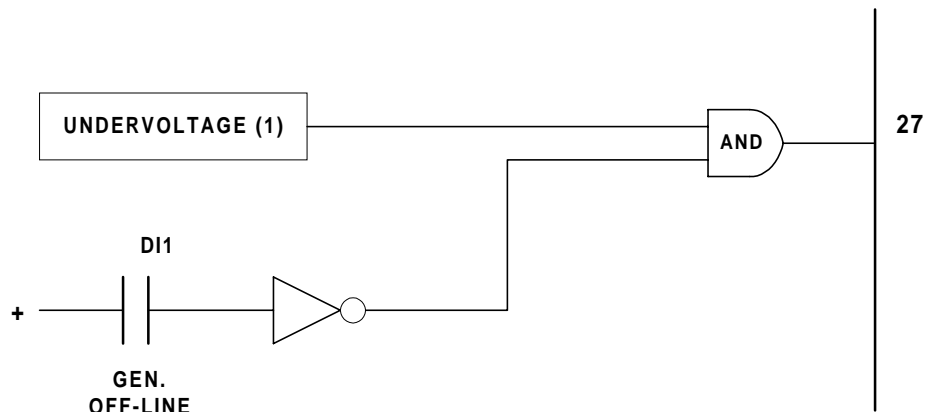 UNDERVOLTAGE (1)
AND
27
DI1
+
GEN.
OFF-LINE